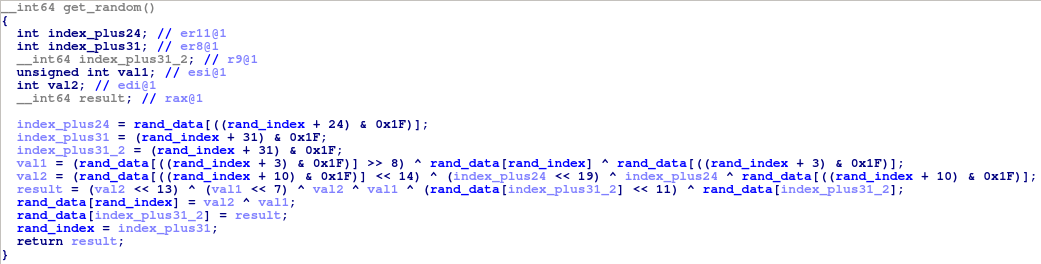 __int64 get_random()
{
  int index_plus24; // er11@1
  int index_plus31; // er8@1
  __int64 index_plus31_2; // r9@1
  unsigned int val1; // esi@1
  int val2; // edi@1
  __int64 result; // rax@1

  index_plus24 = rand_data[((rand_index + 24) & 0x1F)];
  index_plus31 = (rand_index + 31) & 0x1F;
  index_plus31_2 = (rand_index + 31) & 0x1F;
  val1 = (rand_data[((rand_index + 3) & 0x1F)] >> 8) ^ rand_data[rand_index] ^ rand_data[((rand_index + 3) & 0x1F)];
  val2 = (rand_data[((rand_index + 10) & 0x1F)] << 14) ^ (index_plus24 << 19) ^ index_plus24 ^ rand_data[((rand_index + 10) & 0x1F)];
  result = (val2 << 13) ^ (val1 << 7) ^ val2 ^ val1 ^ (rand_data[index_plus31_2] << 11) ^ rand_data[index_plus31_2];
  rand_data[rand_index] = val2 ^ val1;
  rand_data[index_plus31_2] = result;
  rand_index = index_plus31;
  return result;
}